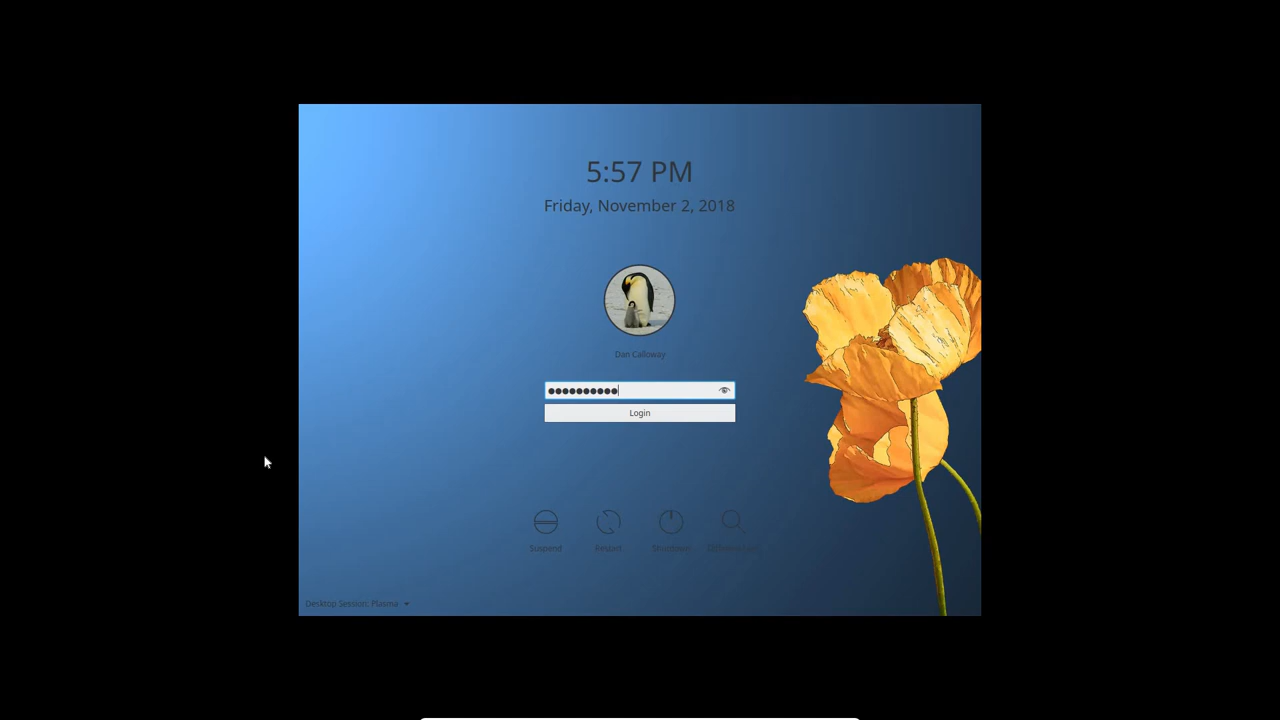 5:57 PM
Friday, November 2, 2018
Dan Calloway
●●●●●●●●●●
Login
Suspend Restart Shutdown
Desktop Session: Plasma